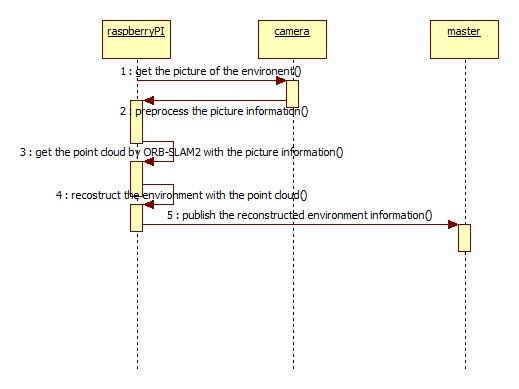 raspberryPI
camera
master
1 : get the picture of the environent()
2 : preprocess the picture information()
3 : get the point cloud by ORB-SLAM2 with the picture information()
4 : recostruct the environment with the point cloud()
5 : publish the reconstructed environment information()